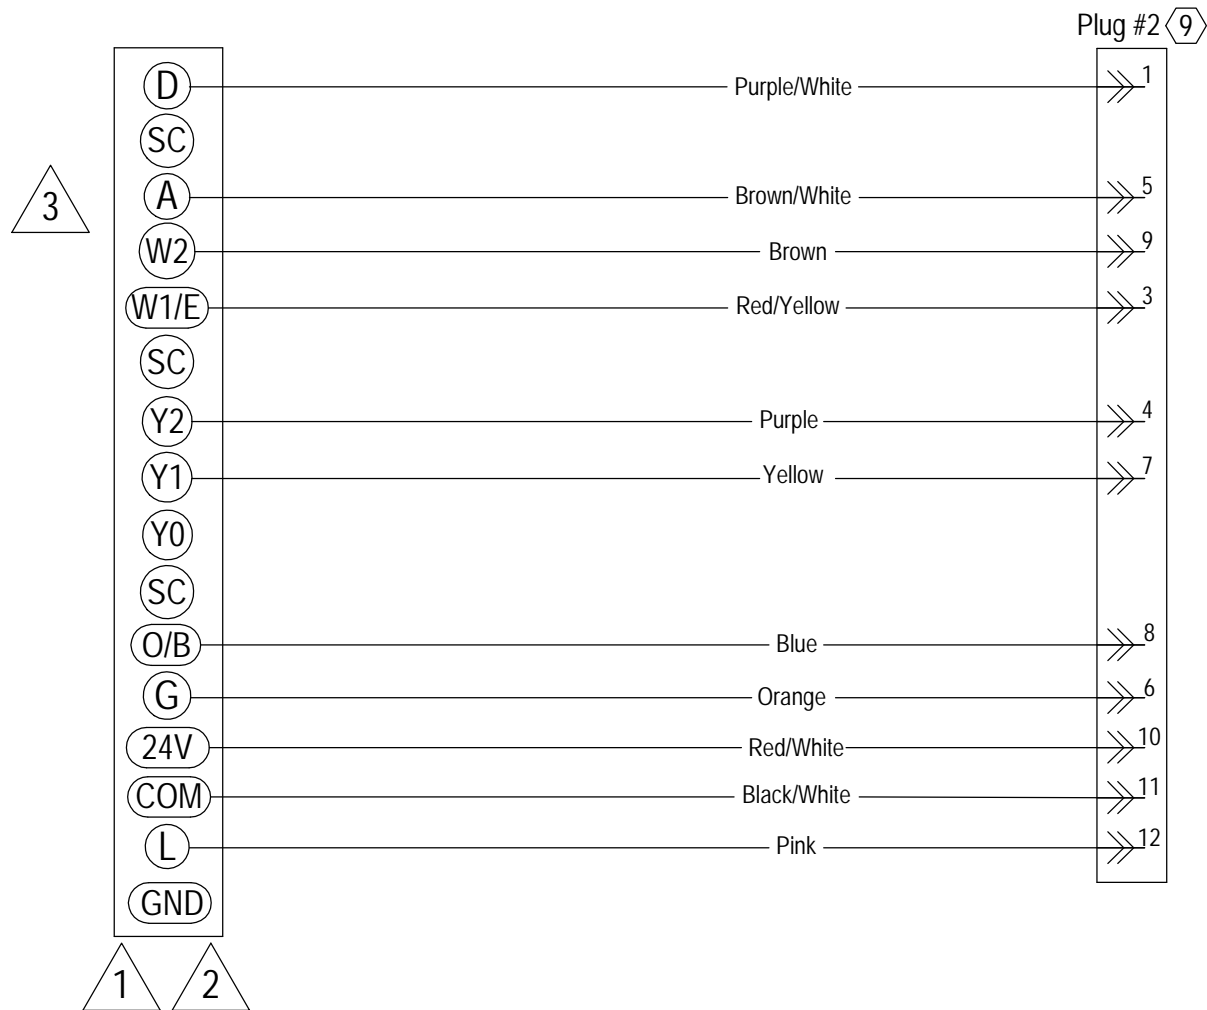 Plug #2 9
D Purple/White 1
SC
3 A Brown/White 5
W2 Brown 9
W1/E Red/Yellow 3
SC
Y2 Purple 4
Y1 Yellow 7
Y0
SC
O/B Blue 8
G Orange 6
24V Red/White 10
COM Black/White 11
L Pink 12
GND
1 2